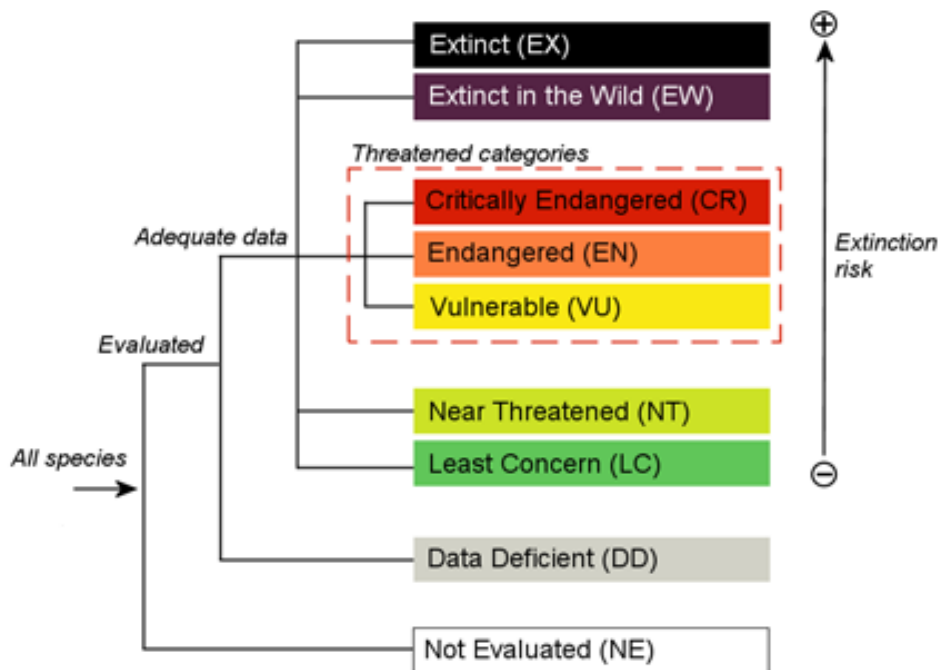 Extinct (EX)
Extinct in the Wild (EW)
Threatened categories
Critically Endangered (CR)
Adequate data
Endangered (EN)
Extinction
risk
Vulnerable (VU)
Evaluated
Near Threatened (NT)
All species
Least Concern (LC)
Data Deficient (DD)
Not Evaluated (NE)